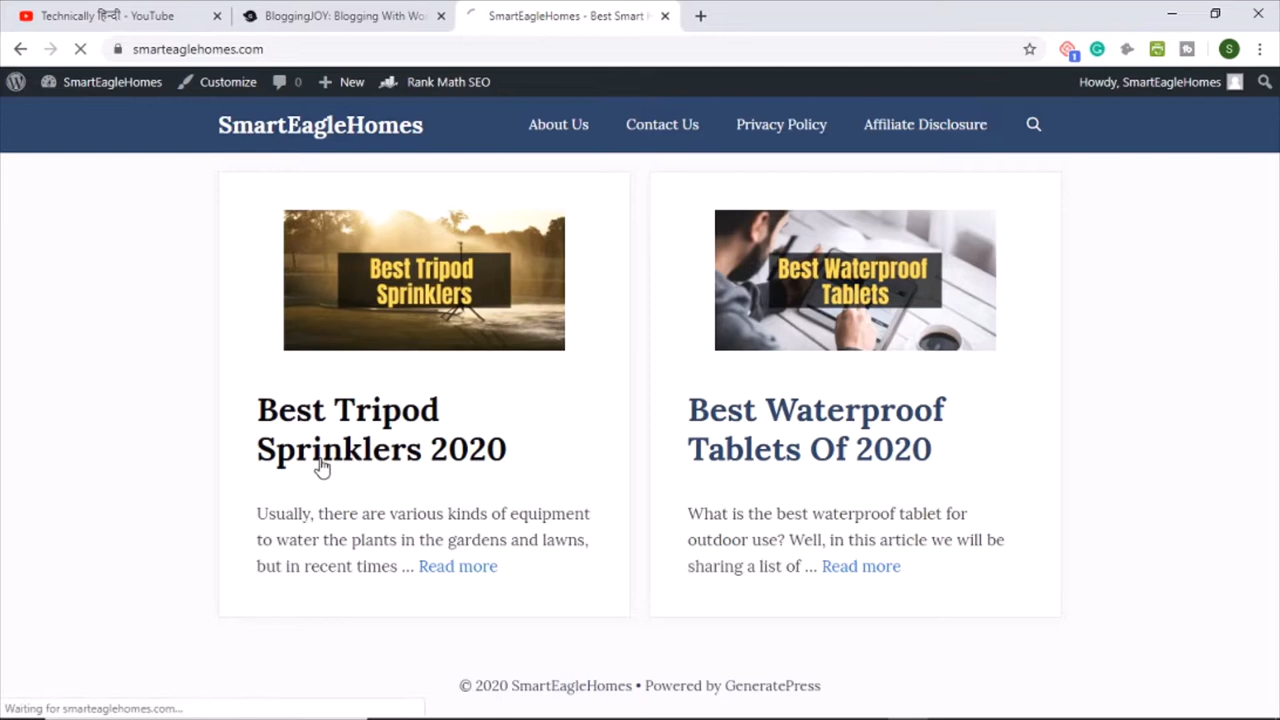 Technically हिन्दी - YouTube
BloggingJOY: Blogging With Wo
SmartEagleHomes - Best Smart
smarteaglehomes.com
SmartEagleHomes Customize 0 New Rank Math SEO Howdy, SmartEagleHomes
SmartEagleHomes
About Us Contact Us Privacy Policy Affiliate Disclosure
Best Tripod
Sprinklers
Best Tripod
Sprinklers 2020
Usually, there are various kinds of equipment
to water the plants in the gardens and lawns,
but in recent times ... Read more
Best Waterproof
Tablets
Best Waterproof
Tablets Of 2020
What is the best waterproof tablet for
outdoor use? Well, in this article we will be
sharing a list of ... Read more
© 2020 SmartEagleHomes • Powered by GeneratePress
Waiting for smarteaglehomes.com...